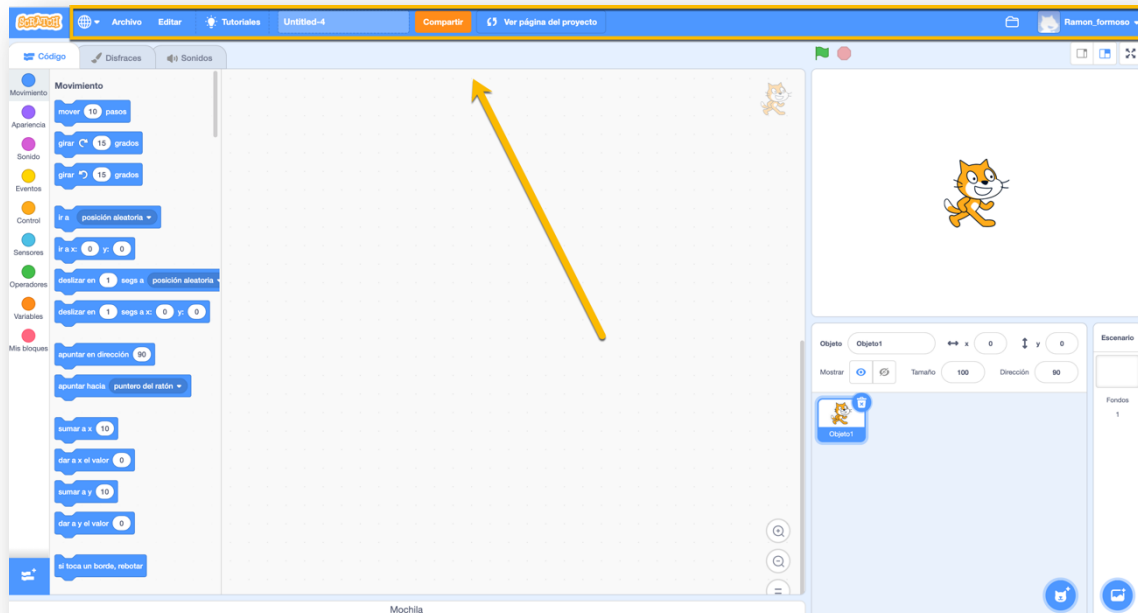 SCRATCH
Archivo Editar Tutoriales Untitled-4 Compartir Ver página del proyecto Ramon_formoso
Código Disfraces Sonidos
Movimiento
Apariencia
Sonido
Eventos
Control
Sensores
Operadores
Variables
Mis bloques
Movimiento
mover 10 pasos
girar 15 grados
girar 15 grados
ir a posición aleatoria
ir a x: 0 y: 0
deslizar en 1 segs a posición aleatoria
deslizar en 1 segs a x: 0 y: 0
apuntar en dirección 90
apuntar hacia puntero del ratón
sumar a x 10
dar a x el valor 0
sumar a y 10
dar a y el valor 0
si toca un borde, rebotar
Mochila
Objeto Objeto1 x 0 y 0
Mostrar Tamaño 100 Dirección 90
Objeto1
Escenario
Fondos
1